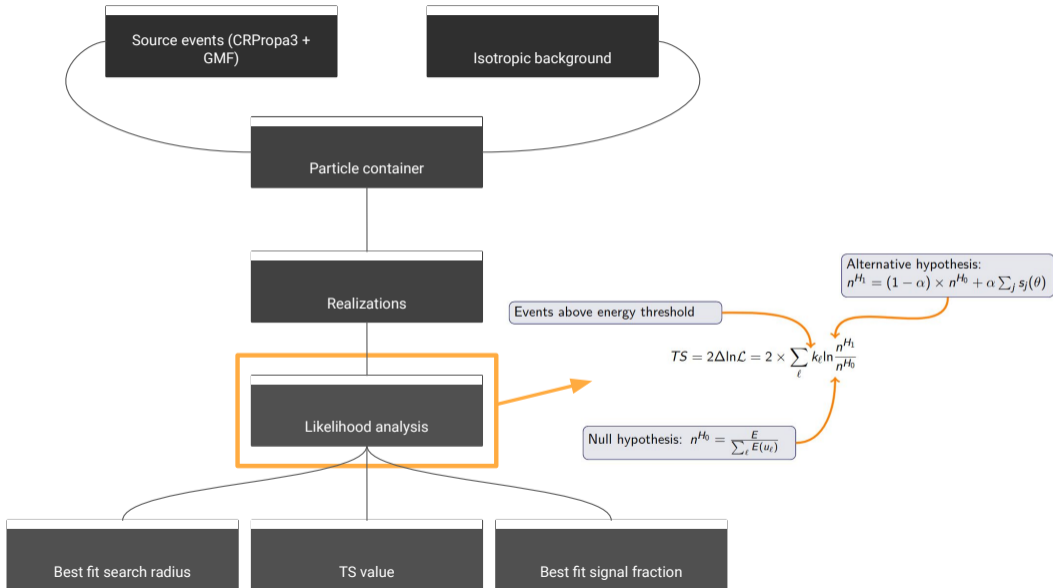 Source events (CRPropa3 +
GMF)
Isotropic background
Particle container
Realizations
Alternative hypothesis:
n^{H_1} = (1 − α) × n^{H_0} + α ∑_j s_j(θ)
Events above energy threshold
TS = 2Δln𝓛 = 2 × ∑_ℓ k_ℓ ln n^{H_1}/n^{H_0}
Likelihood analysis
Null hypothesis: n^{H_0} = E/∑_ℓ E(u_ℓ)
Best fit search radius
TS value
Best fit signal fraction